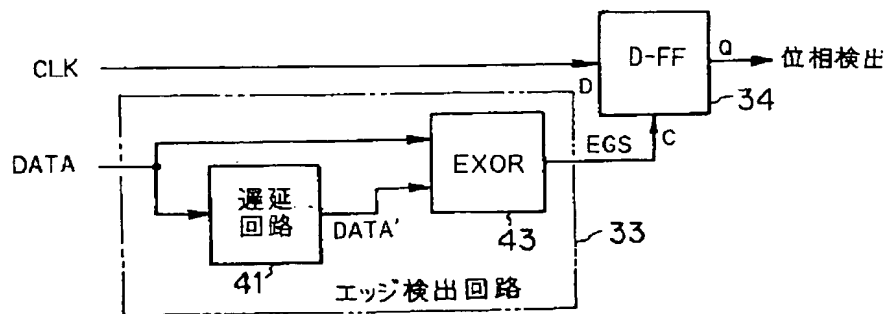 CLK
D-FF
Q
位相検出
D
34
C
DATA
EXOR
EGS
遅延
回路
DATA'
41
43
33
エッジ検出回路